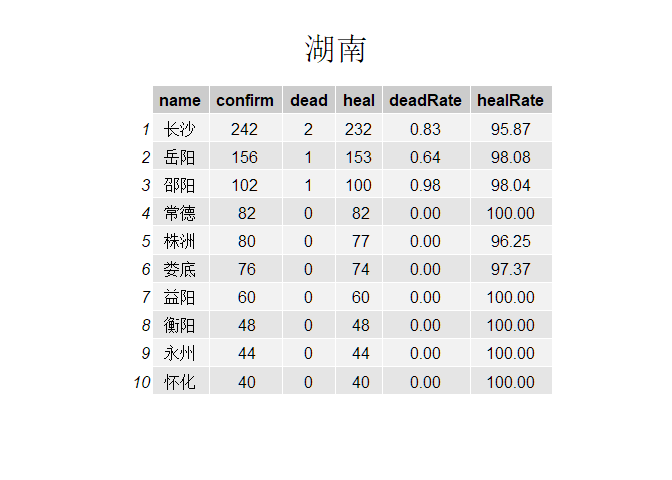 湖南
name confirm dead heal deadRate healRate
1 长沙 242 2 232 0.83 95.87
2 岳阳 156 1 153 0.64 98.08
3 邵阳 102 1 100 0.98 98.04
4 常德 82 0 82 0.00 100.00
5 株洲 80 0 77 0.00 96.25
6 娄底 76 0 74 0.00 97.37
7 益阳 60 0 60 0.00 100.00
8 衡阳 48 0 48 0.00 100.00
9 永州 44 0 44 0.00 100.00
10 怀化 40 0 40 0.00 100.00